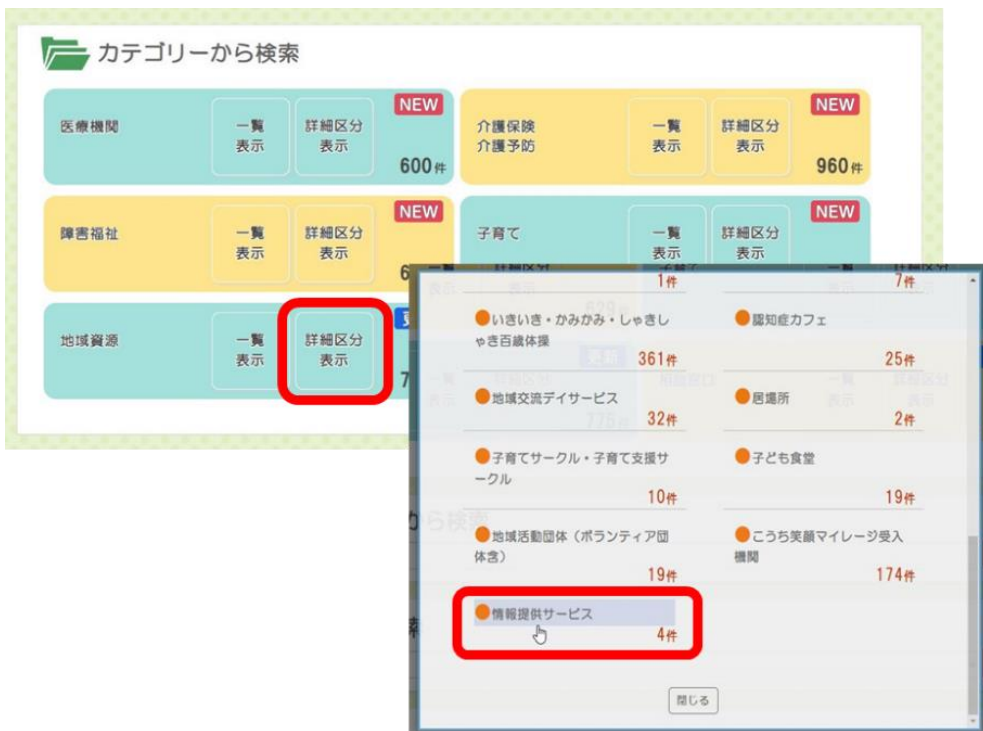 カテゴリーから検索
医療機関
一覧
表示
詳細区分
表示
NEW
600件
介護保険
介護予防
一覧
表示
詳細区分
表示
NEW
960件
障害福祉
一覧
表示
詳細区分
表示
NEW
6
子育て
一覧
表示
詳細区分
表示
NEW
地域資源
一覧
表示
詳細区分
表示
7
1件
7件
いきいき・かみかみ・しゃきし
ゃき百歳体操
361件
認知症カフェ
25件
地域交流デイサービス
32件
居場所
2件
子育てサークル・子育て支援サ
ークル
10件
子ども食堂
19件
地域活動団体（ボランティア団
体含）
19件
こうち笑顔マイレージ受入
機関
174件
情報提供サービス
4件
閉じる